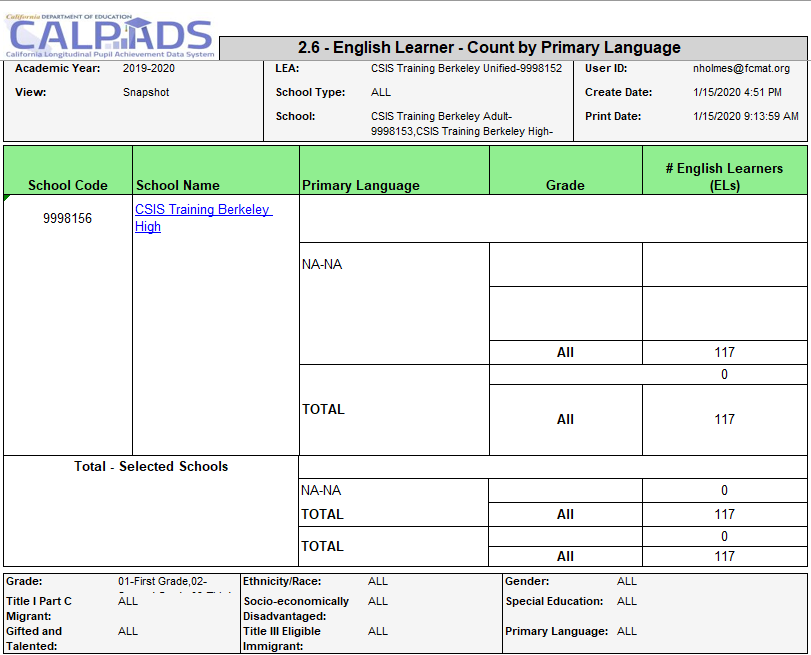 California DEPARTMENT OF EDUCATION
CALPADS
California Longitudinal Pupil Achievement Data System
2.6 - English Learner - Count by Primary Language
Academic Year: 2019-2020
View: Snapshot
LEA: CSIS Training Berkeley Unified-9998152
School Type: ALL
School: CSIS Training Berkeley Adult-
9998153,CSIS Training Berkeley High-
User ID: nholmes@fcmat.org
Create Date: 1/15/2020 4:51 PM
Print Date: 1/15/2020 9:13:59 AM
School Code School Name Primary Language Grade # English Learners
(ELs)
9998156 CSIS Training Berkeley
High
NA-NA
All 117
0
TOTAL All 117
Total - Selected Schools
NA-NA 0
TOTAL All 117
0
TOTAL
All 117
Grade: 01-First Grade,02-
Title I Part C
Migrant: ALL
Gifted and
Talented: ALL
Ethnicity/Race: ALL
Socio-economically
Disadvantaged: ALL
Title III Eligible
Immigrant: ALL
Gender: ALL
Special Education: ALL
Primary Language: ALL